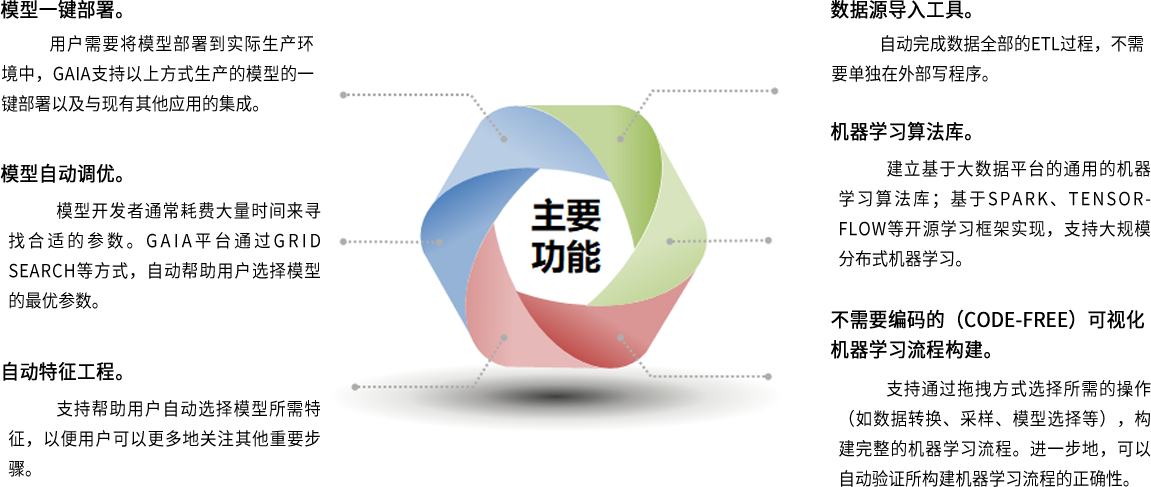 模型一键部署。
用户需要将模型部署到实际生产环
境中，GAIA支持以上方式生产的模型的一
键部署以及与现有其他应用的集成。
模型自动调优。
模型开发者通常耗费大量时间来寻
找合适的参数。GAIA平台通过GRID
SEARCH等方式，自动帮助用户选择模型
的最优参数。
自动特征工程。
支持帮助用户自动选择模型所需特
征，以便用户可以更多地关注其他重要步
骤。
主要
功能
数据源导入工具。
自动完成数据全部的ETL过程，不需
要单独在外部写程序。
机器学习算法库。
建立基于大数据平台的通用的机器
学习算法库；基于SPARK、TENSOR-
FLOW等开源学习框架实现，支持大规模
分布式机器学习。
不需要编码的（CODE-FREE）可视化
机器学习流程构建。
支持通过拖拽方式选择所需的操作
（如数据转换、采样、模型选择等），构
建完整的机器学习流程。进一步地，可以
自动验证所构建机器学习流程的正确性。